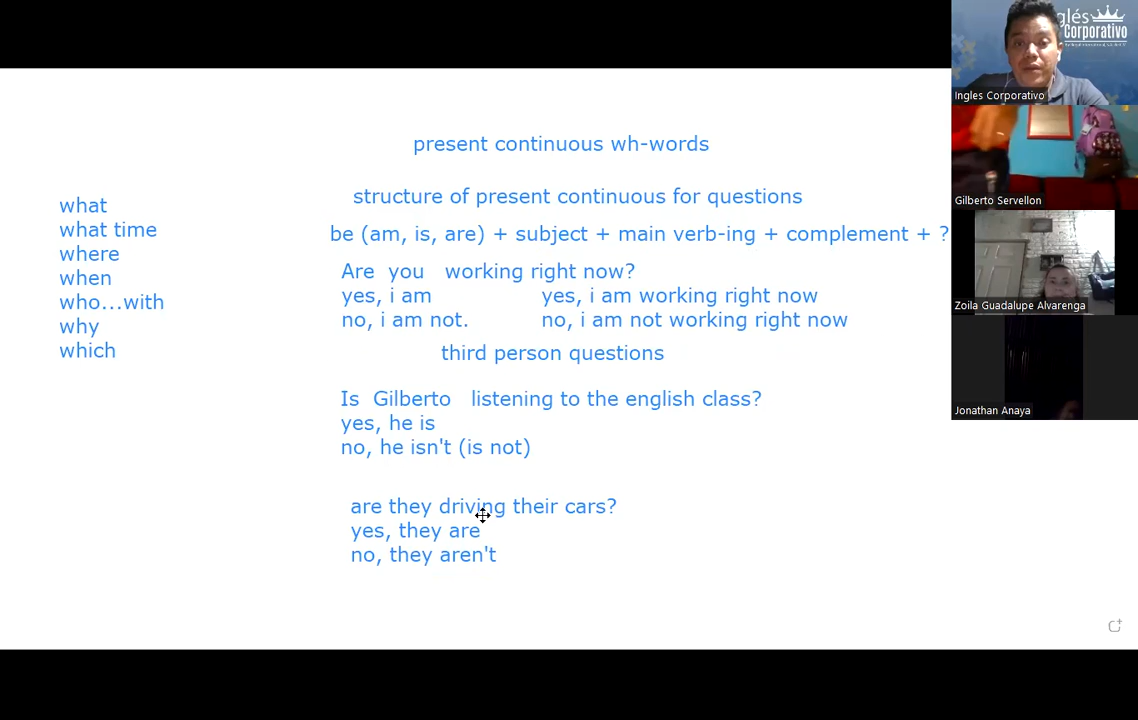 present continuous wh-words
structure of present continuous for questions
be (am, is, are) + subject + main verb-ing + complement + ?
what
what time
where
when
who...with
why
which
Are you working right now?
yes, i am yes, i am working right now
no, i am not. no, i am not working right now
third person questions
Is Gilberto listening to the english class?
yes, he is
no, he isn't (is not)
are they driving their cars?
yes, they are
no, they aren't
glés
Corporativo
Ingles Corporativo
Gilberto Servellon
Zoila Guadalupe Alvarenga
Jonathan Anaya